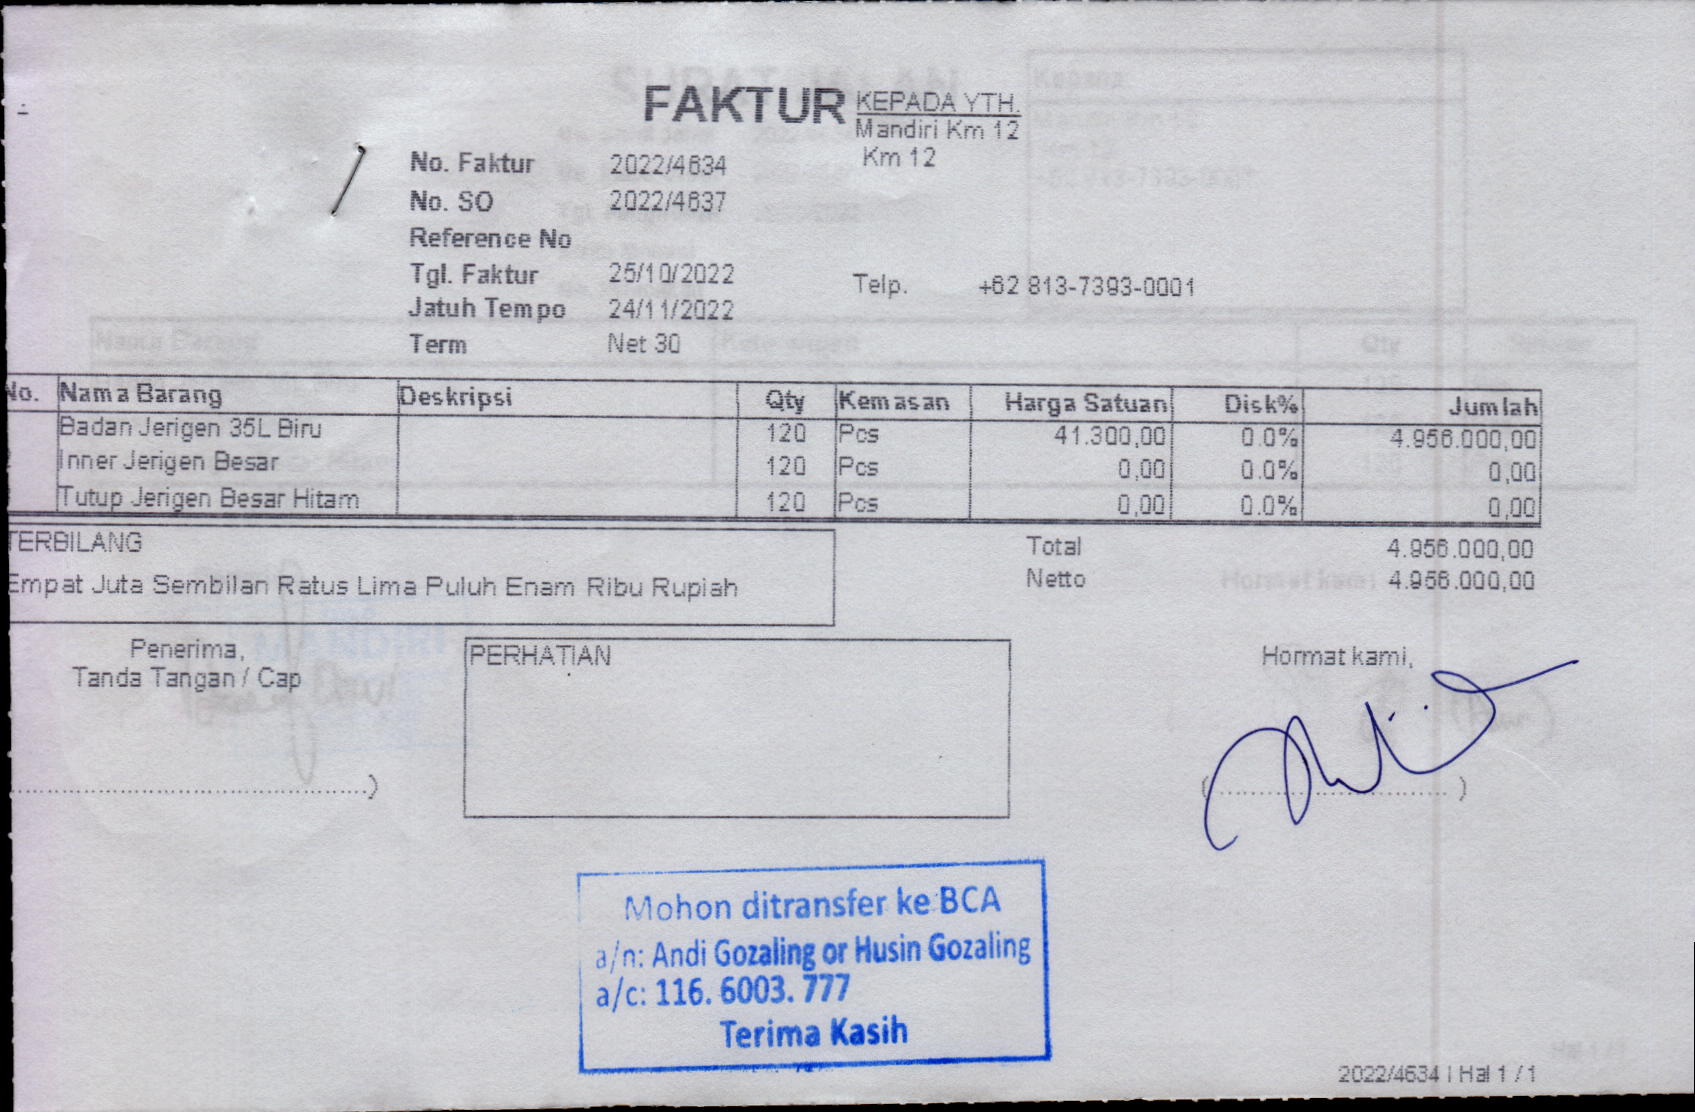 FAKTUR
KEPADA YTH.
Mandiri Km 12
Km 12
No. Faktur 2022/4634
No. SO 2022/4637
Reference No
Tgl. Faktur 25/10/2022
Telp. +62 813-7393-0001
Jatuh Tempo 24/11/2022
Term Net 30
No. Nama Barang Deskripsi Qty Kemasan Harga Satuan Disk% Jumlah
Badan Jerigen 35L Biru 120 Pcs 41.300,00 0.0% 4.956.000,00
Inner Jerigen Besar 120 Pcs 0,00 0.0% 0,00
Tutup Jerigen Besar Hitam 120 Pcs 0,00 0.0% 0,00
TERBILANG
Empat Juta Sembilan Ratus Lima Puluh Enam Ribu Rupiah
Total 4.956.000,00
Netto 4.956.000,00
Penerima,
Tanda Tangan / Cap
PERHATIAN
Hormat kami,
Mohon ditransfer ke BCA
a/n: Andi Gozaling or Husin Gozaling
a/c: 116. 6003. 777
Terima Kasih
2022/4634 | Hal 1 / 1